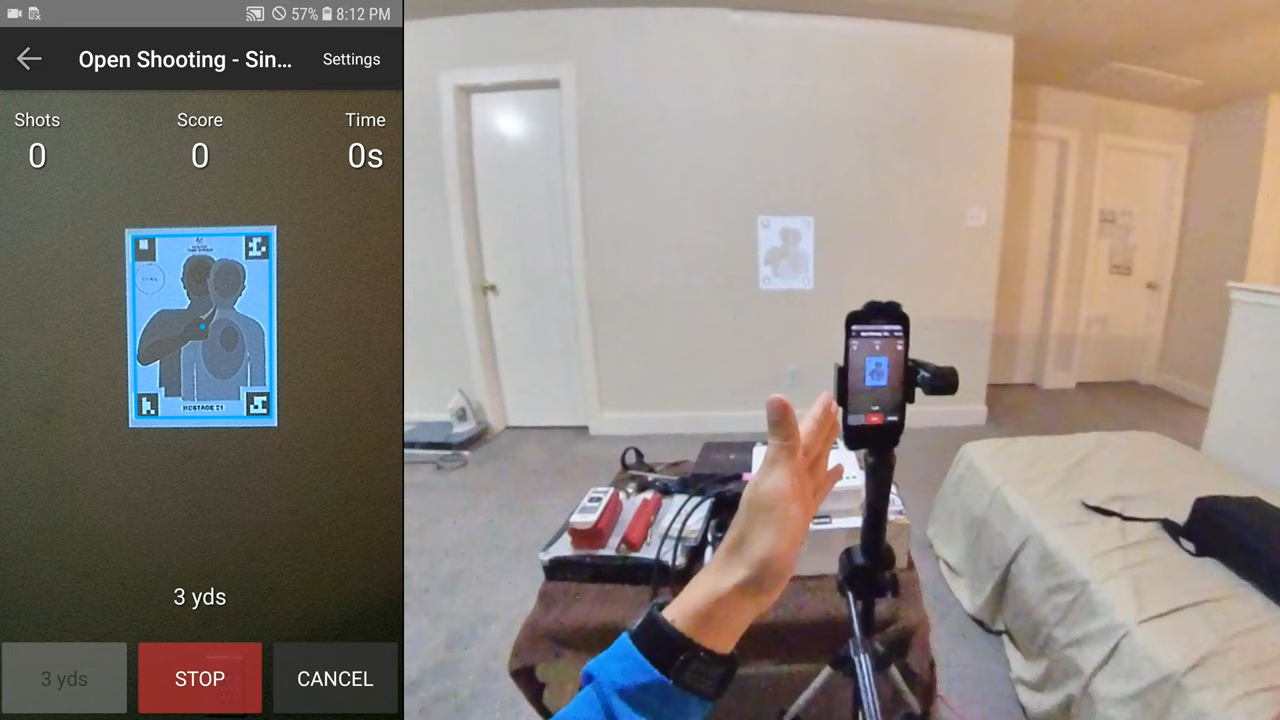 57% 8:12 PM
Open Shooting - Sin... Settings
Shots Score Time
0 0 0s
HOSTAGE 01
3 yds
3 yds STOP CANCEL